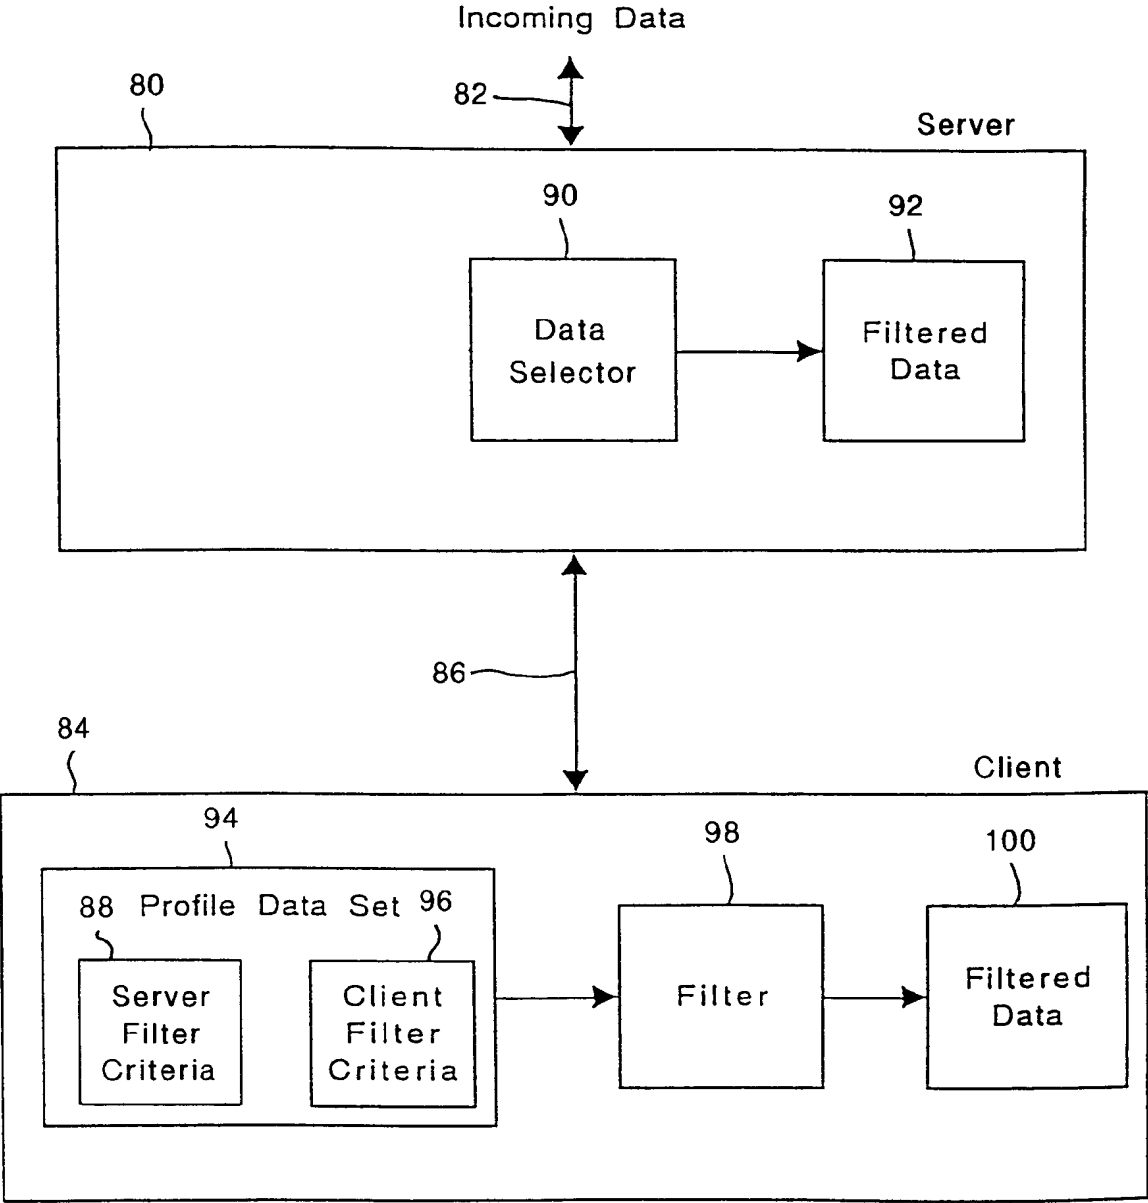 Incoming Data
82
80
Server
90
92
Data
Selector
Filtered
Data
86
84
Client
94
98
100
88 Profile Data Set 96
Server
Filter
Criteria
Client
Filter
Criteria
Filter
Filtered
Data